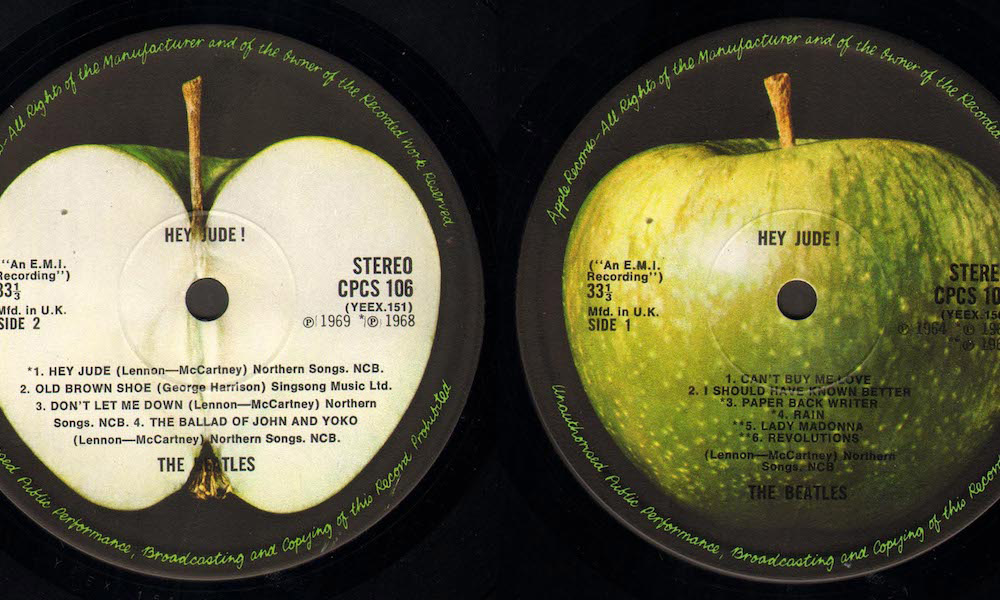 All Rights of the Manufacturer and of the Owner of the Recorded Work Reserved
HEY JUDE!
("An E.M.I.
Recording")
33⅓
Mfd. in U.K.
SIDE 2
STEREO
CPCS 106
(YEEX.151)
℗ 1969 *℗ 1968
*1. HEY JUDE (Lennon—McCartney) Northern Songs. NCB.
2. OLD BROWN SHOE (George Harrison) Singsong Music Ltd.
3. DON'T LET ME DOWN (Lennon—McCartney) Northern
Songs. NCB. 4. THE BALLAD OF JOHN AND YOKO
(Lennon—McCartney) Northern Songs. NCB.
THE BEATLES
Public Performance, Broadcasting and Copying of this Record Prohibited
Apple Records-All Rights of the Manufacturer and of the Owner of the Recorded
HEY JUDE!
("An E.M.I.
Recording")
33⅓
Mfd. in U.K.
SIDE 1
STEREO
CPCS
(YEEX.
℗ 1964 *℗
1. CAN'T BUY ME LOVE
2. I SHOULD HAVE KNOWN BETTER
*3. PAPER BACK WRITER
*4. RAIN
**5. LADY MADONNA
**6. REVOLUTIONS
(Lennon—McCartney) Northern
Songs. NCB
THE BEATLES
Unauthorised Public Performance, Broadcasting and Copying of this Record